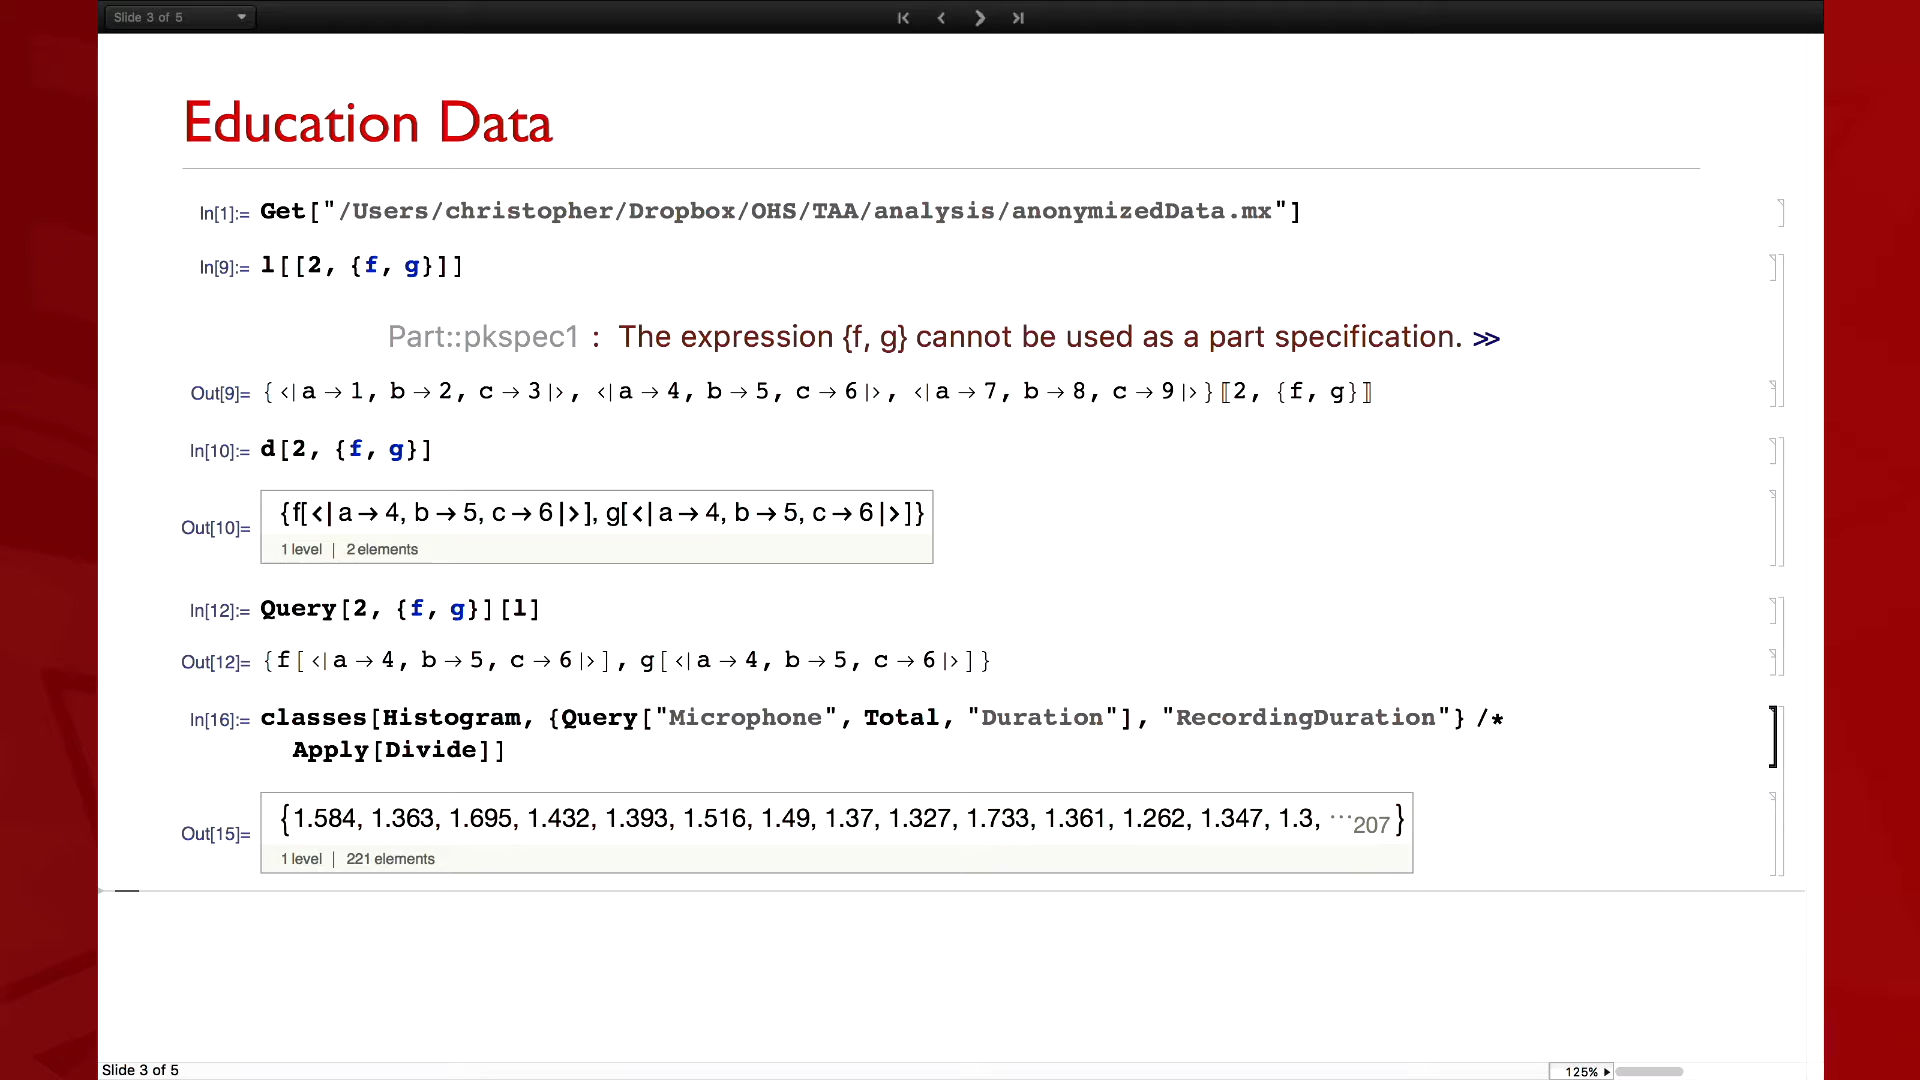 Slide 3 of 5
Education Data
In[1]:= Get["/Users/christopher/Dropbox/OHS/TAA/analysis/anonymizedData.mx"]
In[9]:= l[[2, {f, g}]]
Part::pkspec1 : The expression {f, g} cannot be used as a part specification. ≫
Out[9]= {<|a → 1, b → 2, c → 3|>, <|a → 4, b → 5, c → 6|>, <|a → 7, b → 8, c → 9|>}⟦2, {f, g}⟧
In[10]:= d[2, {f, g}]
Out[10]= {f[<|a → 4, b → 5, c → 6|>], g[<|a → 4, b → 5, c → 6|>]}
1 level | 2 elements
In[12]:= Query[2, {f, g}][l]
Out[12]= {f[<|a → 4, b → 5, c → 6|>], g[<|a → 4, b → 5, c → 6|>]}
In[16]:= classes[Histogram, {Query["Microphone", Total, "Duration"], "RecordingDuration"} /*
Apply[Divide]]
Out[15]= {1.584, 1.363, 1.695, 1.432, 1.393, 1.516, 1.49, 1.37, 1.327, 1.733, 1.361, 1.262, 1.347, 1.3, ⋯207}
1 level | 221 elements
Slide 3 of 5
125%